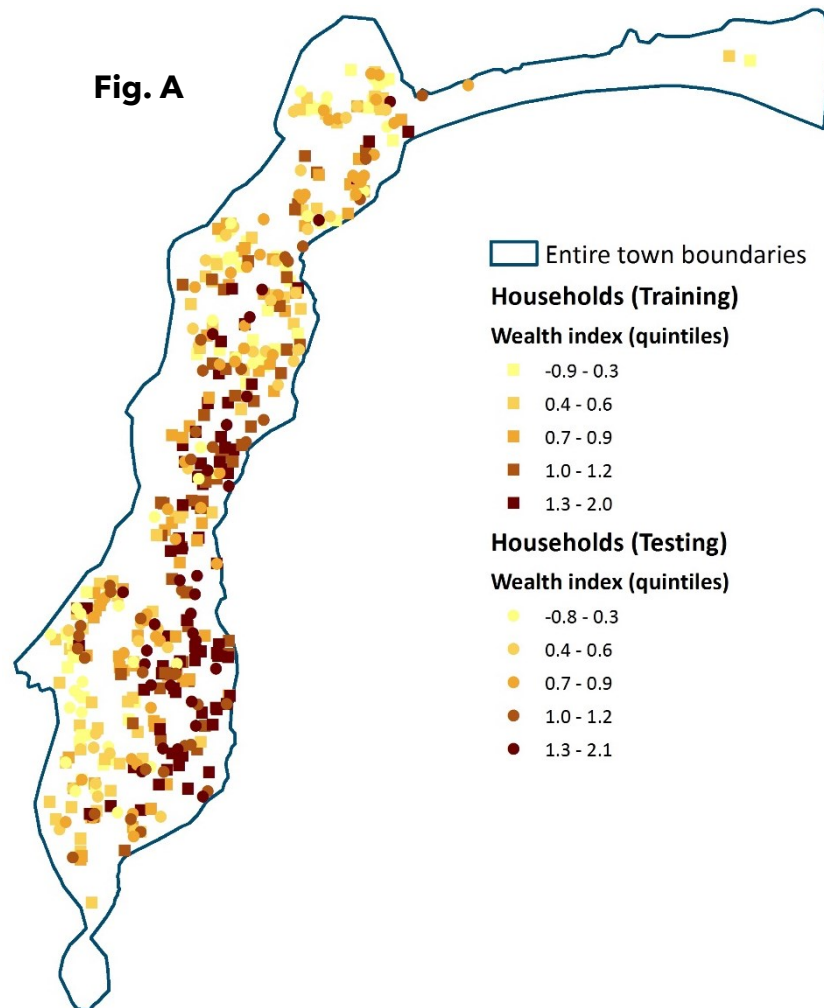 Fig. A
Entire town boundaries
Households (Training)
Wealth index (quintiles)
-0.9 - 0.3
0.4 - 0.6
0.7 - 0.9
1.0 - 1.2
1.3 - 2.0
Households (Testing)
Wealth index (quintiles)
-0.8 - 0.3
0.4 - 0.6
0.7 - 0.9
1.0 - 1.2
1.3 - 2.1